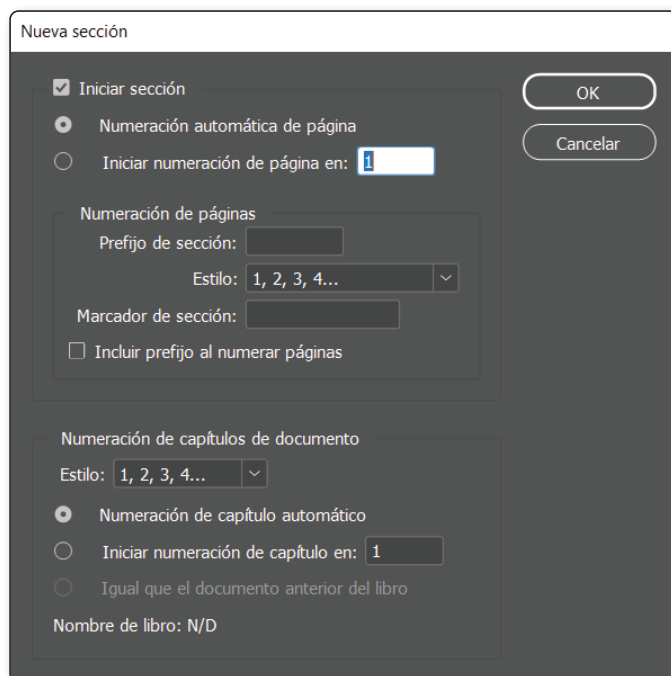 Nueva sección
Iniciar sección
OK
Numeración automática de página
Cancelar
Iniciar numeración de página en: 1
Numeración de páginas
Prefijo de sección:
Estilo: 1, 2, 3, 4...
Marcador de sección:
Incluir prefijo al numerar páginas
Numeración de capítulos de documento
Estilo: 1, 2, 3, 4...
Numeración de capítulo automático
Iniciar numeración de capítulo en: 1
Igual que el documento anterior del libro
Nombre de libro: N/D